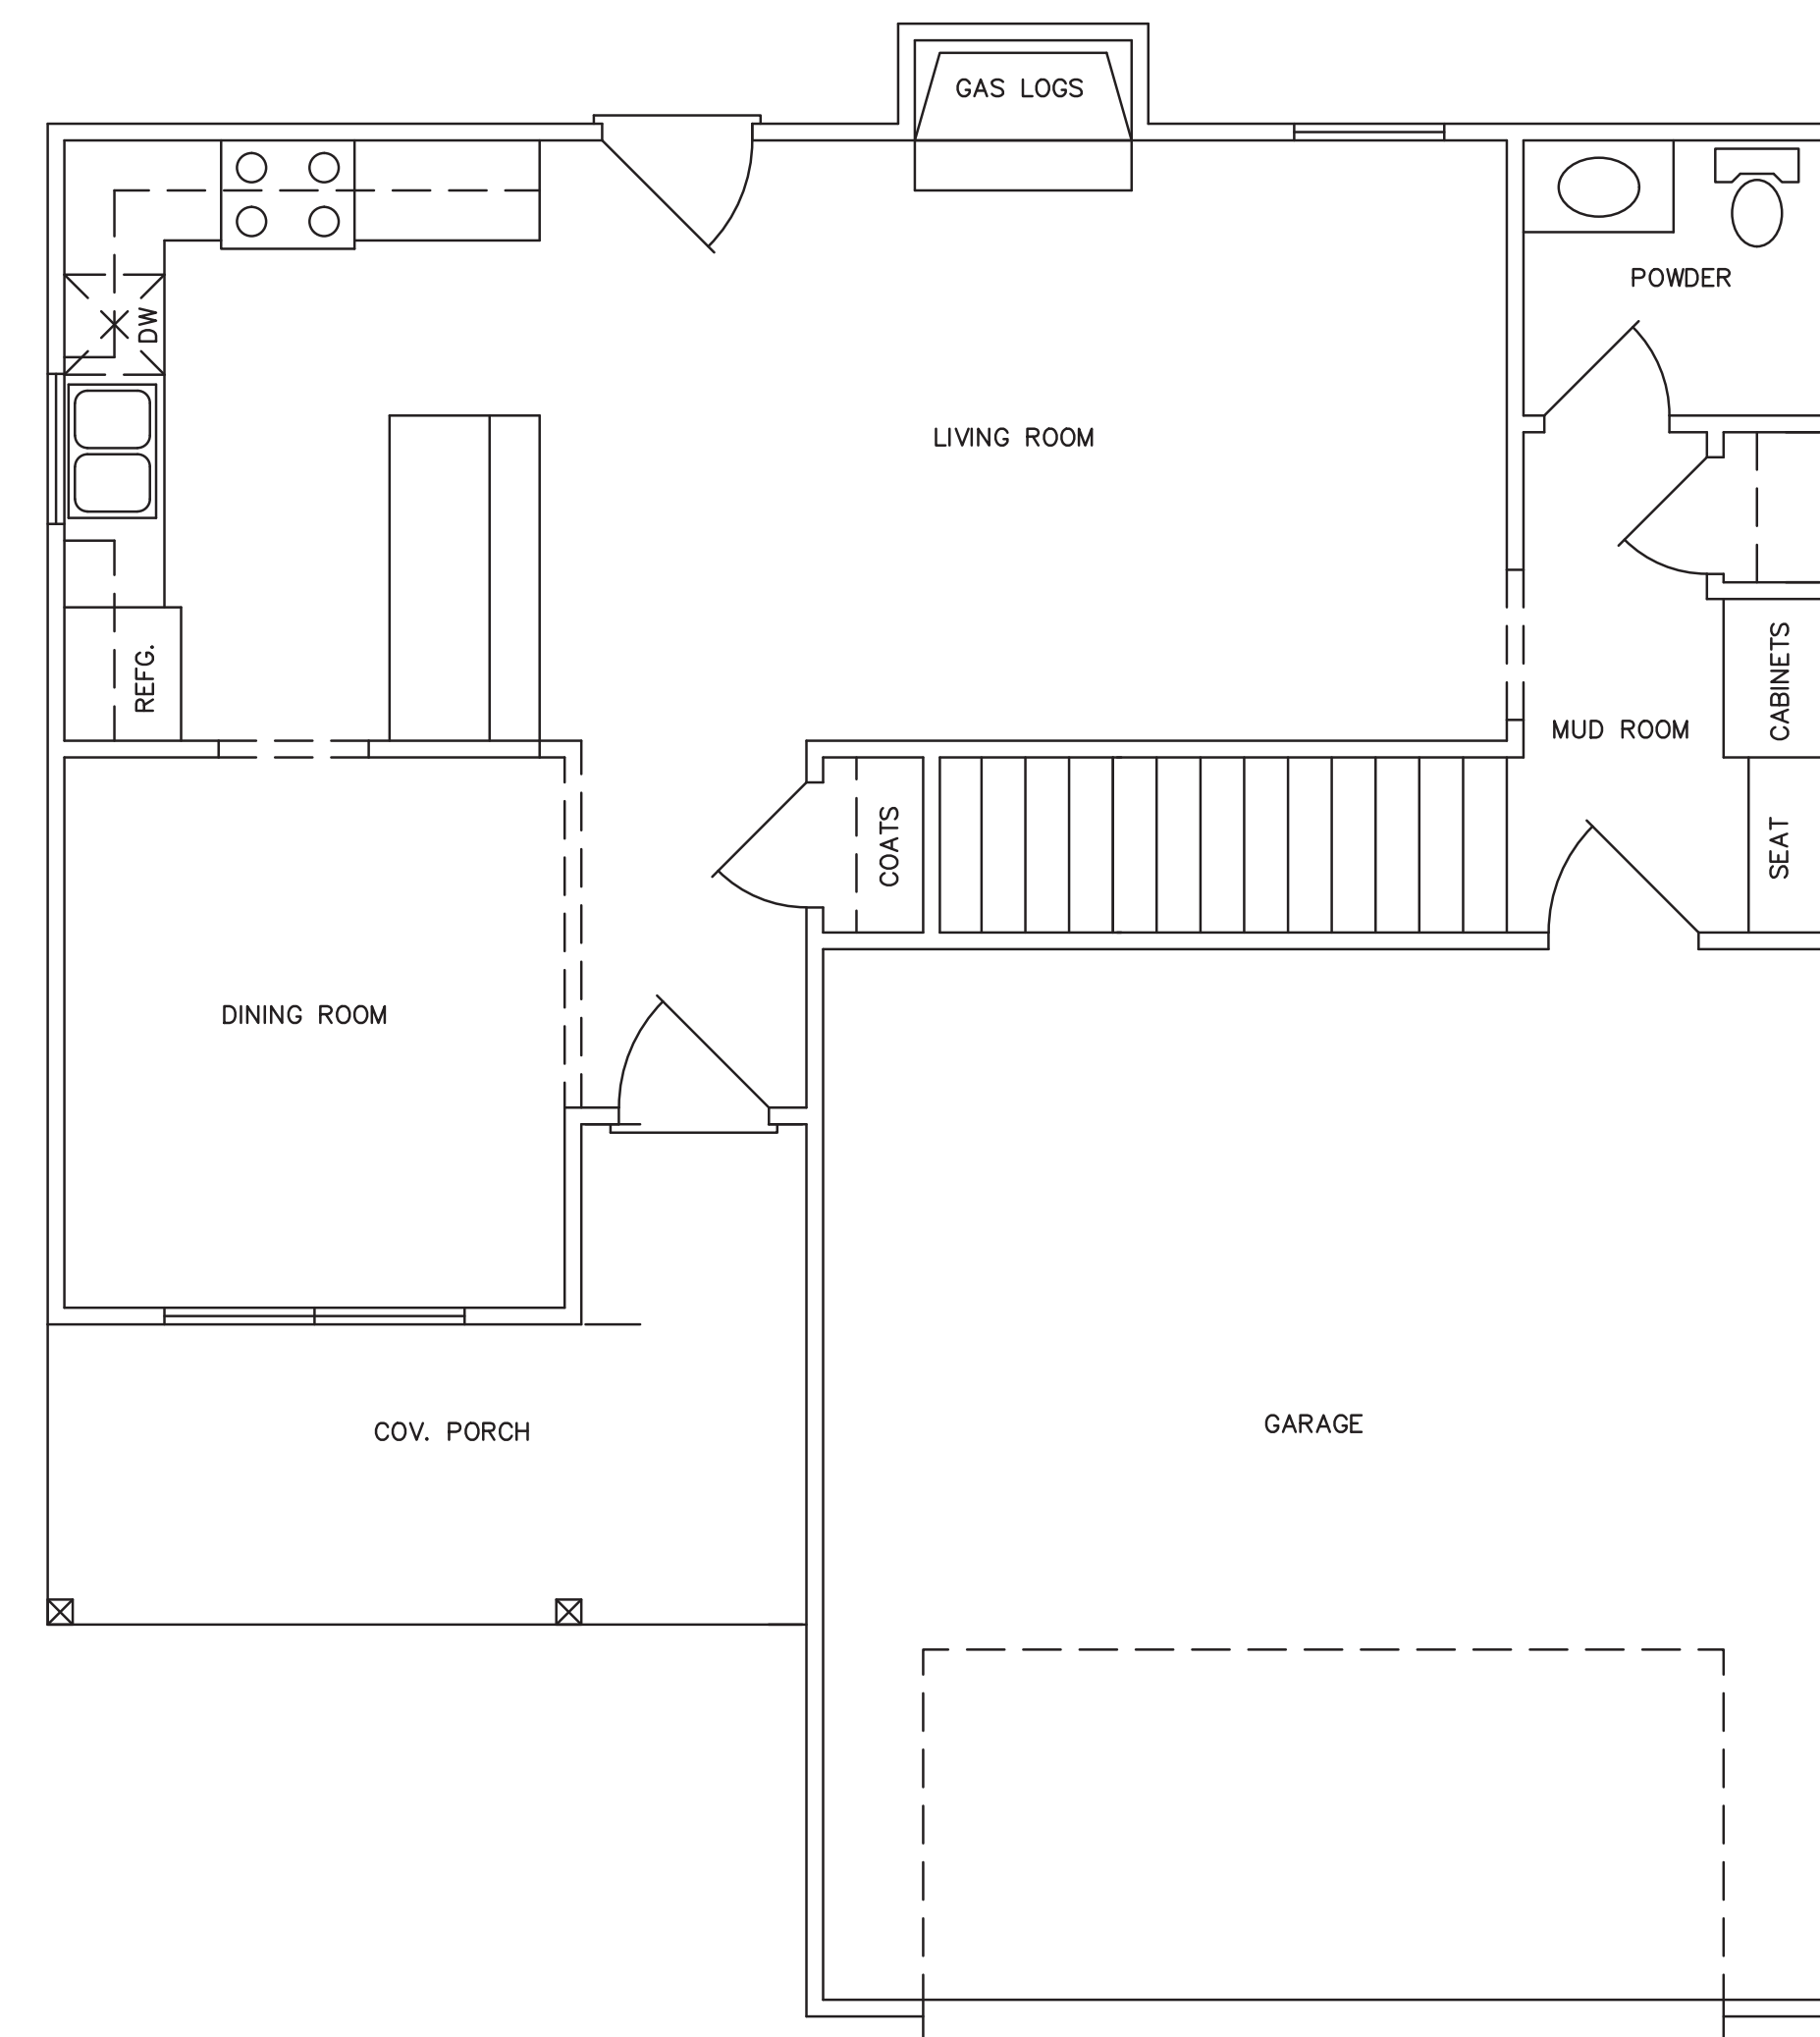 GAS LOGS
POWDER
DW
LIVING ROOM
REFG.
CABINETS
MUD ROOM
COATS
SEAT
DINING ROOM
COV. PORCH
GARAGE